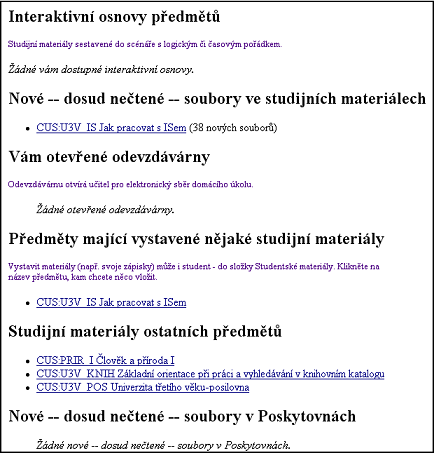 Interaktivní osnovy předmětů
Studijní materiály sestavené do scénáře s logickým či časovým pořádkem.
Žádné vám dostupné interaktivní osnovy.
Nové -- dosud nečtené -- soubory ve studijních materiálech
CUS:U3V_IS Jak pracovat s ISem (38 nových souborů)
Vám otevřené odevzdávárny
Odevzdávárnu otvírá učitel pro elektronický sběr domácího úkolu.
Žádné otevřené odevzdávárny.
Předměty mající vystavené nějaké studijní materiály
Vystavit materiály (např. svoje zápisky) může i student - do složky Studentské materiály. Klikněte na
název předmětu, kam chcete něco vložit.
CUS:U3V_IS Jak pracovat s ISem
Studijní materiály ostatních předmětů
CUS:PRIR_I Člověk a příroda I
CUS:U3V_KNIH Základní orientace při práci a vyhledávání v knihovním katalogu
CUS:U3V_POS Univerzita třetího věku-posilovna
Nové -- dosud nečtené -- soubory v Poskytovnách
Žádné nové -- dosud nečtené -- soubory v Poskytovnách.